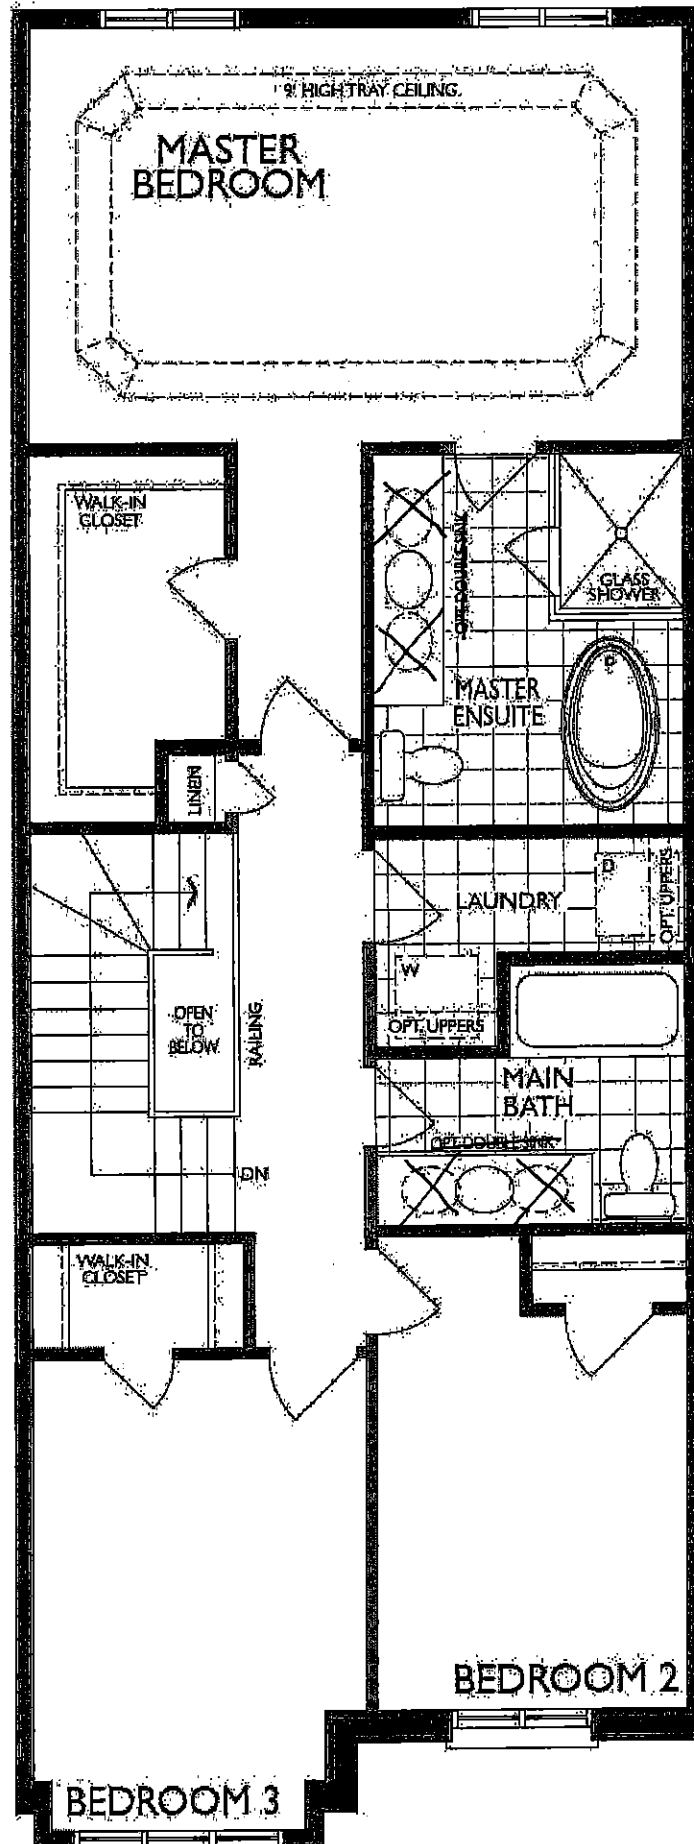 9' HIGH TRAY CEILING
MASTER
BEDROOM
WALK-IN
CLOSET
OPT. DOUBLE SINK
GLASS
SHOWER
MASTER
ENSUITE
LINEN
LAUNDRY
D
OPT. UPPERS
W
OPT. UPPERS
OPEN
TO
BELOW
RAILING
MAIN
BATH
OPT. DOUBLE SINK
DN
WALK-IN
CLOSET
BEDROOM 2
BEDROOM 3